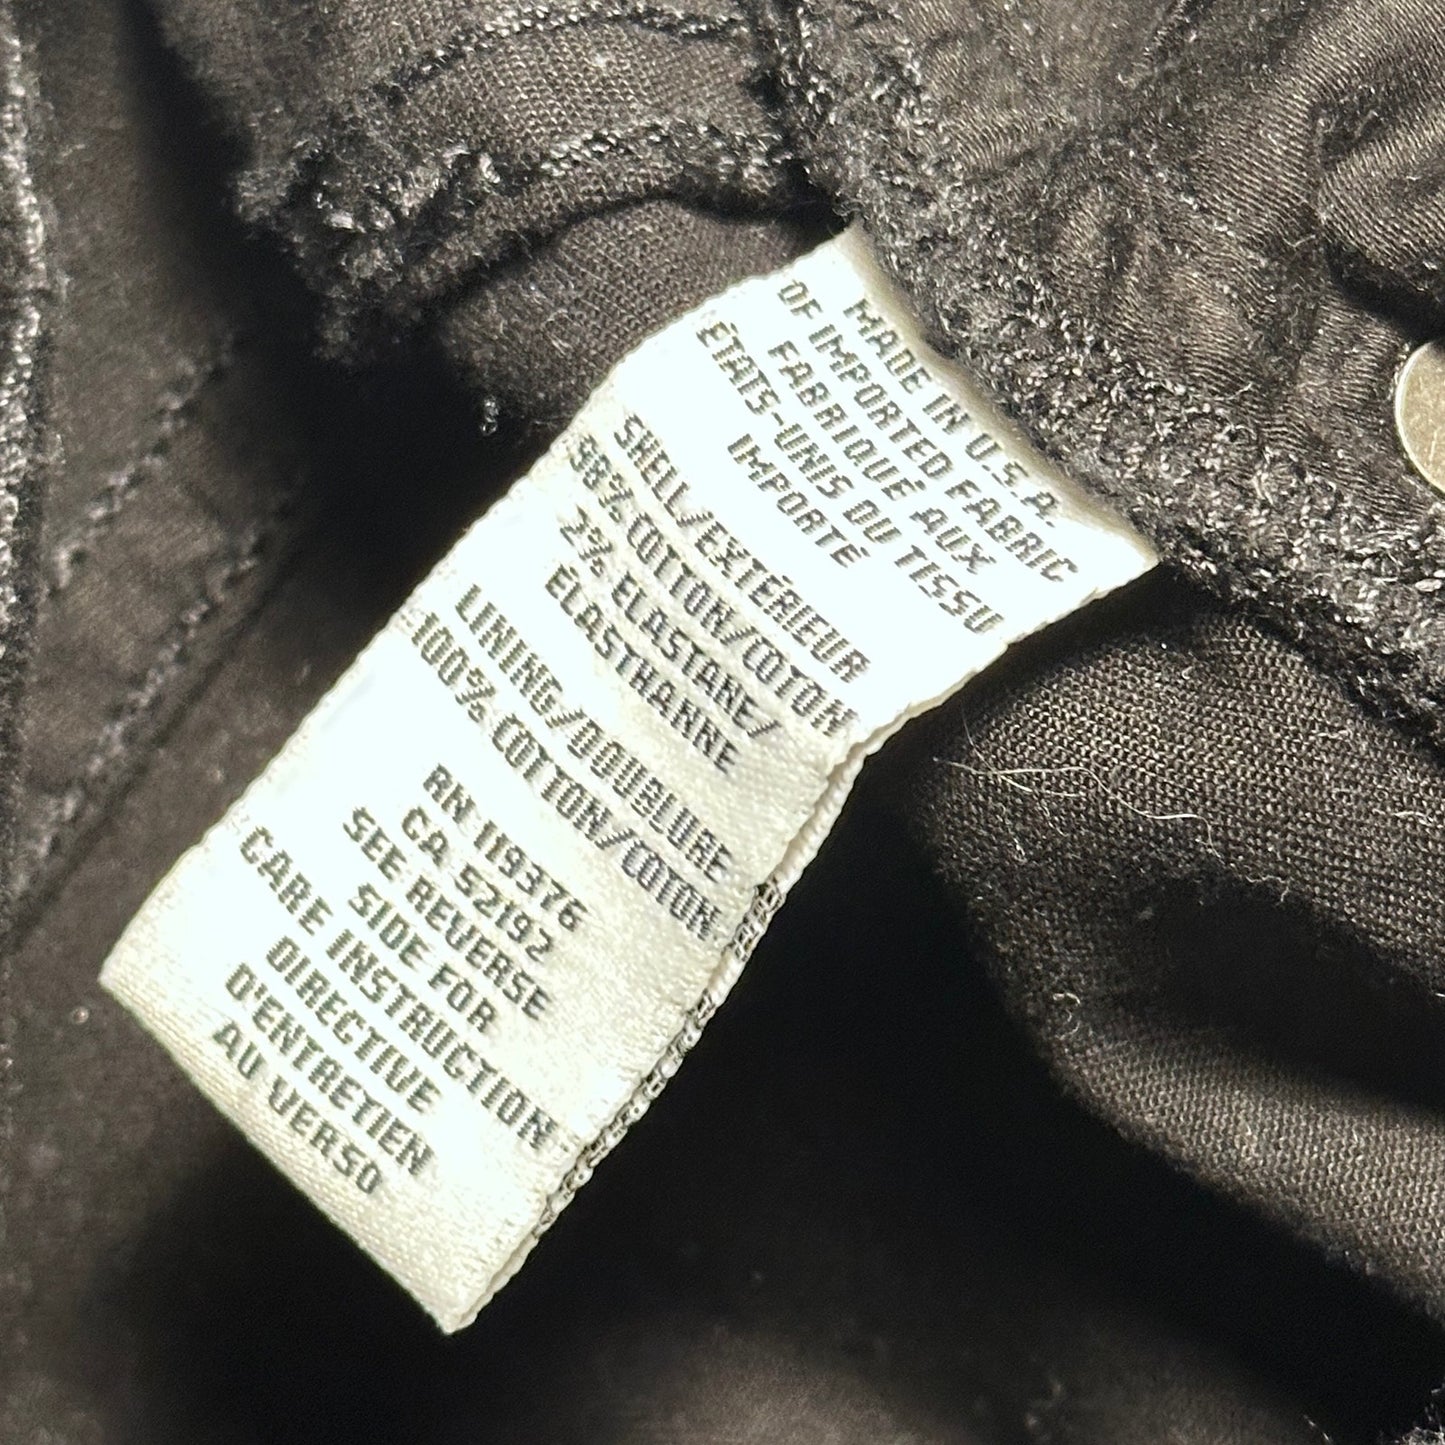 MADE IN U.S.A.
OF IMPORTED FABRIC
FABRIQUÉ AUX
ÉTATS-UNIS DU TISSU
IMPORTÉ
SHELL/EXTÉRIEUR
98% COTTON/COTON
2% ELASTANE/
ELASTHANNE
LINING/DOUBLURE
100% COTTON/COTON
RN 119376
CA 52192
SEE REVERSE
SIDE FOR
CARE INSTRUCTION
DIRECTIVE
D'ENTRETIEN
AU VERSO